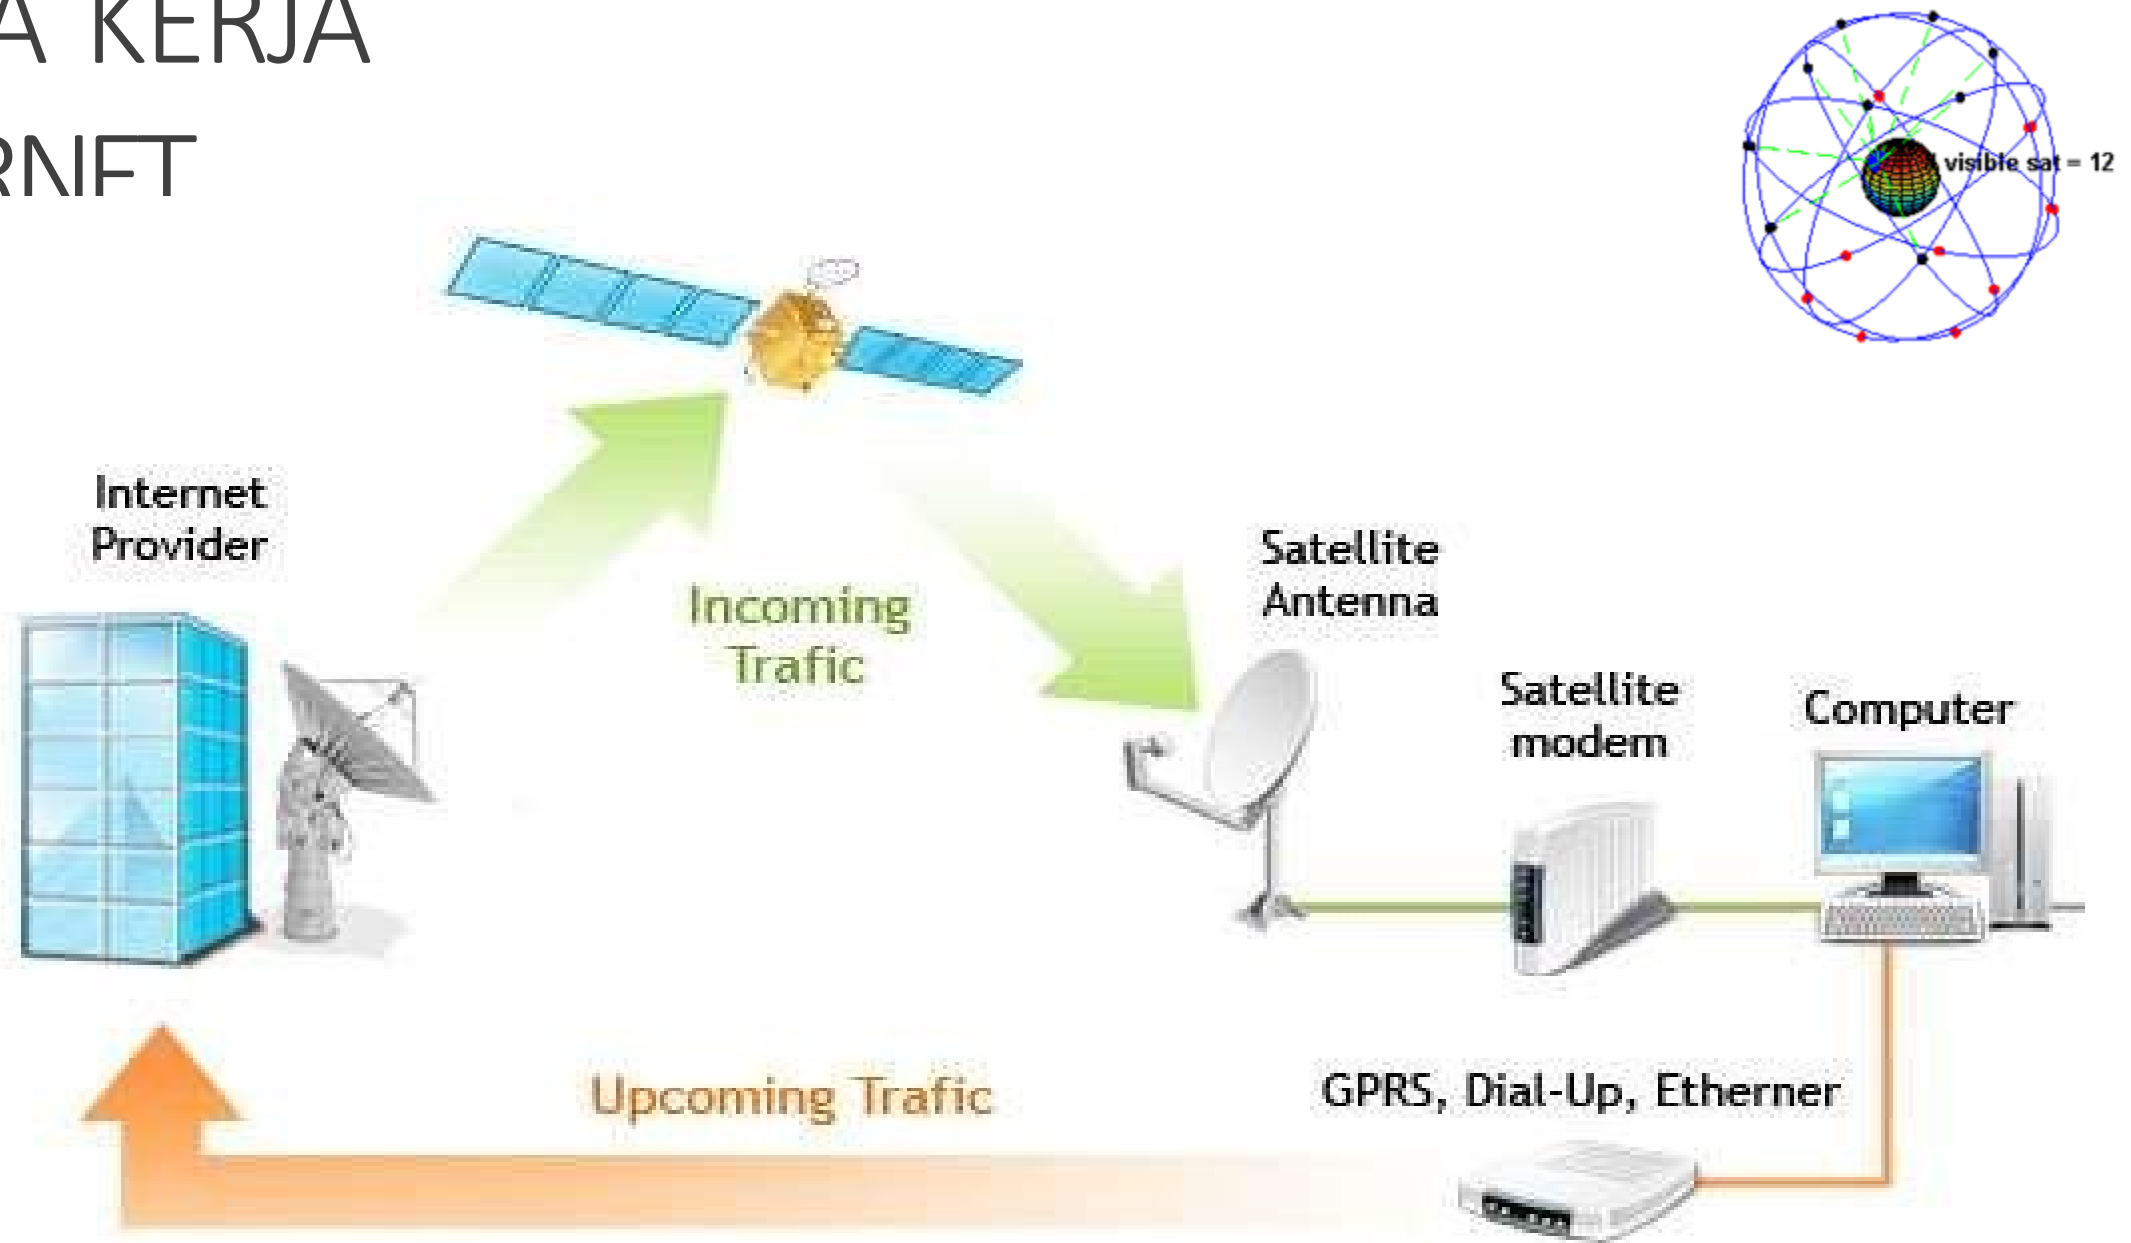 A KERJA
RNET
visible sat = 12
Internet
Provider
Incoming
Trafic
Satellite
Antenna
Satellite
modem
Computer
Upcoming Trafic
GPRS, Dial-Up, Etherner